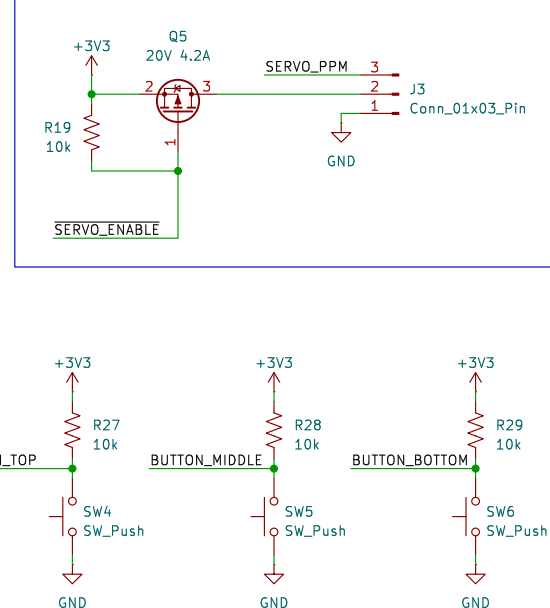 Q5
20V 4.2A
+3V3
2
3
1
R19
10k
SERVO_ENABLE
SERVO_PPM
3
2
1
J3
Conn_01x03_Pin
GND
+3V3
R27
10k
_TOP
SW4
SW_Push
GND
+3V3
R28
10k
BUTTON_MIDDLE
SW5
SW_Push
GND
+3V3
R29
10k
BUTTON_BOTTOM
SW6
SW_Push
GND